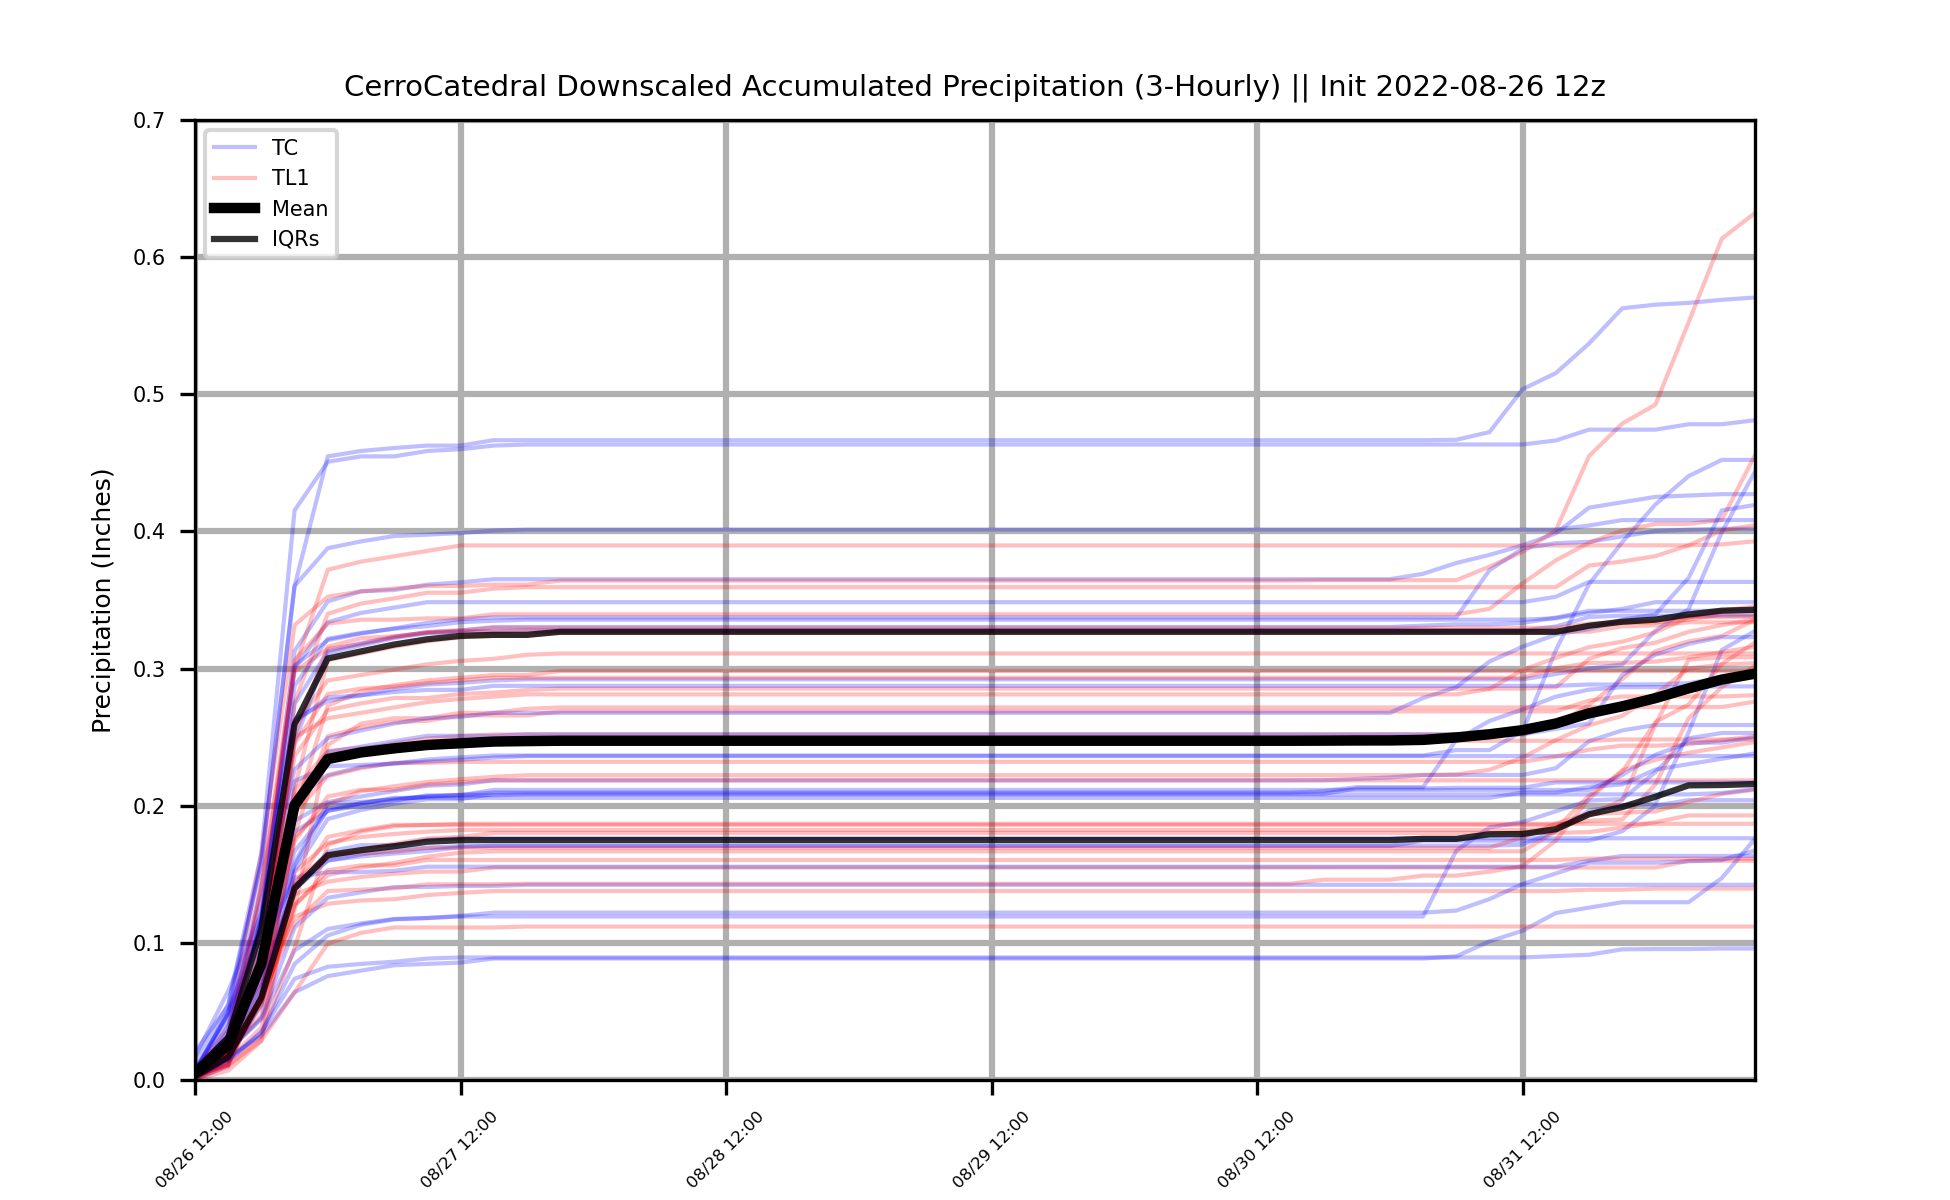 CerroCatedral Downscaled Accumulated Precipitation (3-Hourly) || Init 2022-08-26 12z
TC
TL1
Mean
IQRs
Precipitation (Inches)
0.7
0.6
0.5
0.4
0.3
0.2
0.1
0.0
08/26 12:00
08/27 12:00
08/28 12:00
08/29 12:00
08/30 12:00
08/31 12:00